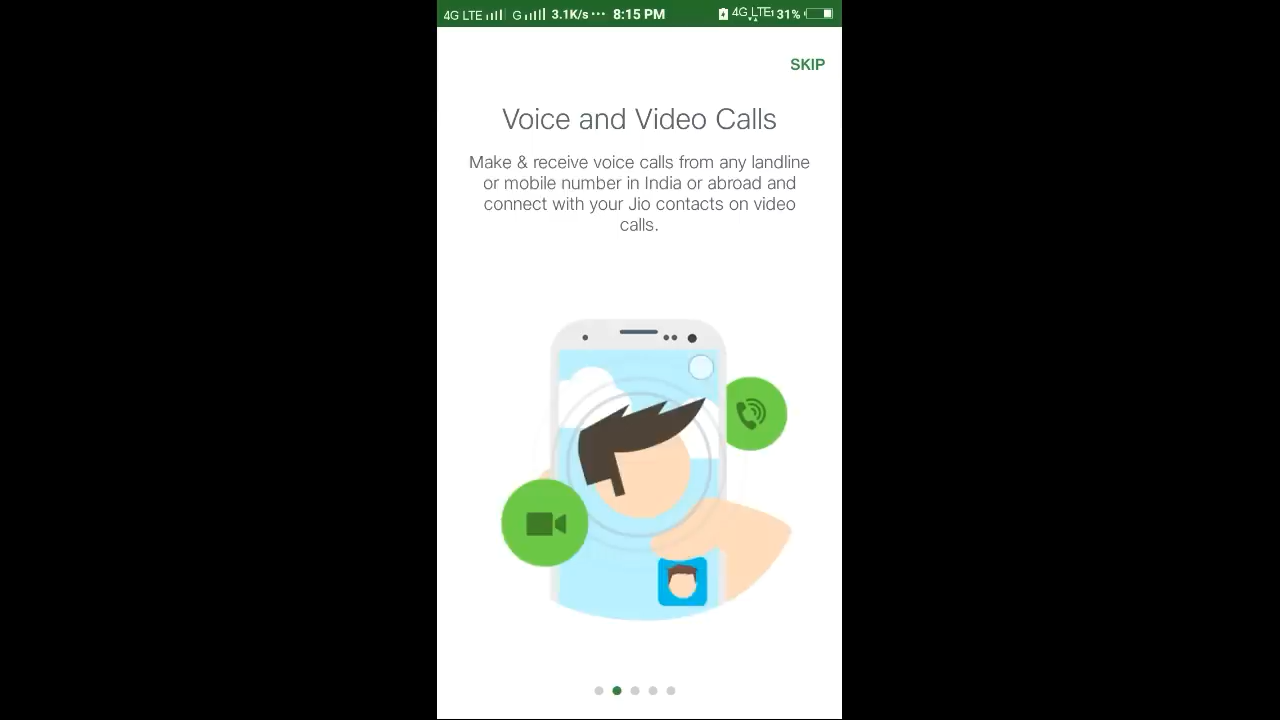 4G LTE G 3.1K/s ··· 8:15 PM 4G LTE 31%
SKIP
Voice and Video Calls
Make & receive voice calls from any landline
or mobile number in India or abroad and
connect with your Jio contacts on video
calls.